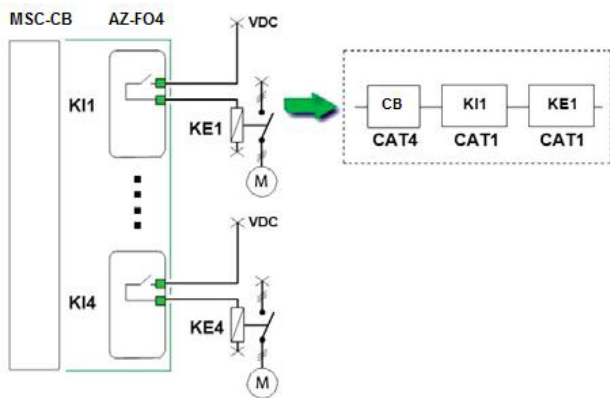 MSC-CB AZ-FO4
VDC
KI1
KE1
M
CB KI1 KE1
CAT4 CAT1 CAT1
VDC
KI4
KE4
M